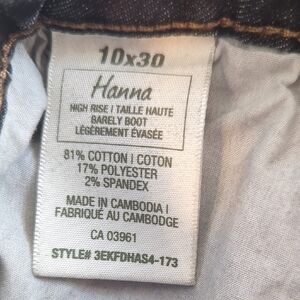 10x30
Hanna
HIGH RISE | TAILLE HAUTE
BARELY BOOT
LÉGÈREMENT ÉVASÉE
81% COTTON | COTON
17% POLYESTER
2% SPANDEX
MADE IN CAMBODIA |
FABRIQUÉ AU CAMBODGE
CA 03961
STYLE# 3EKFDHAS4-173